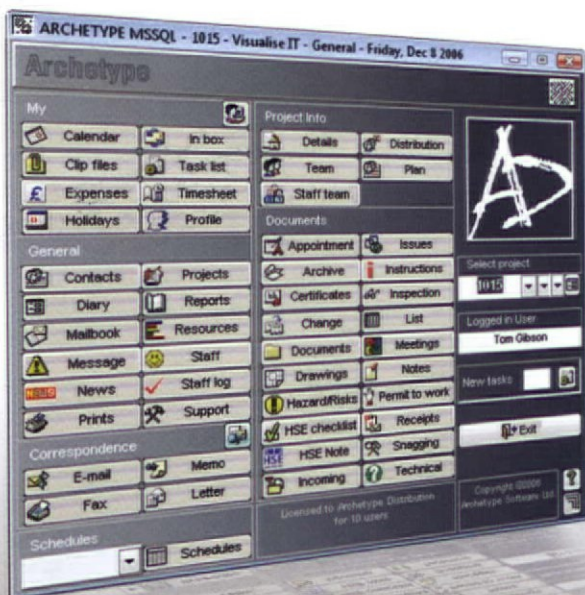 ARCHETYPE MSSQL - 1015 - Visualise IT - General - Friday, Dec 8 2006
Archetype
My
Calendar
In box
Clip files
Task list
£
Expenses
Timesheet
Holidays
Profile
General
Contacts
Projects
Diary
Reports
Mailbook
Resources
Message
Staff
NEWS
News
Staff log
Prints
Support
Correspondence
E-mail
Memo
Fax
Letter
Schedules
Schedules
Project Info
Details
Distribution
Team
Plan
Staff team
Documents
Appointment
Issues
Archive
Instructions
Certificates
Inspection
Change
List
Documents
Meetings
Drawings
Notes
Hazard/Risks
Permit to work
HSE checklist
Receipts
HSE
HSE Note
Snagging
Incoming
Technical
Licensed to Archetype Distribution
for 10 users
Select project
1015
Logged in User
Tom Gibson
New tasks
Exit
Copyright ©2006
Archetype Software Ltd.
?